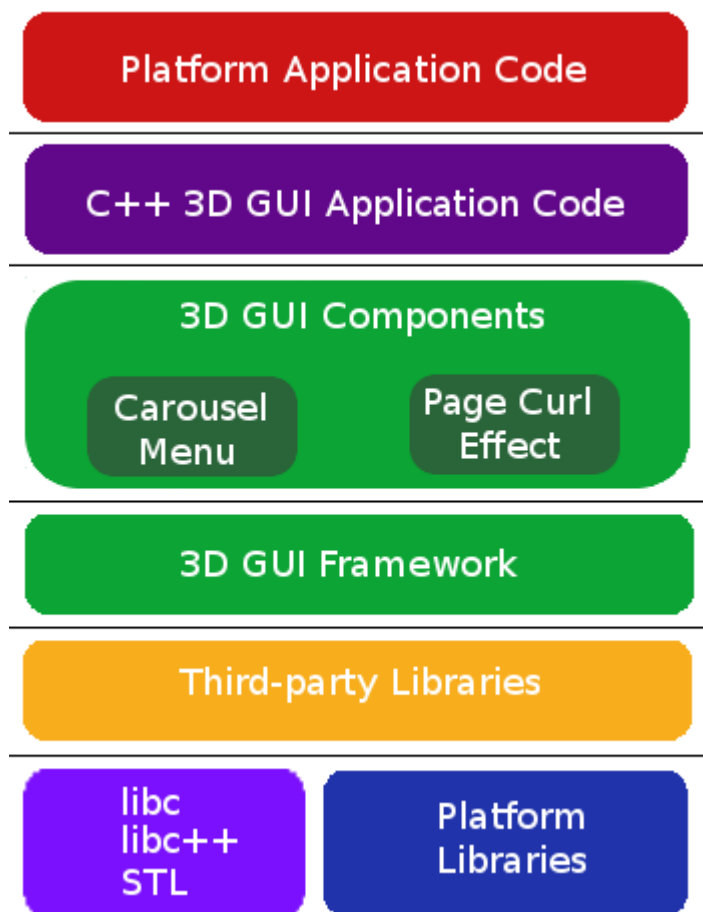 Platform Application Code
C++ 3D GUI Application Code
3D GUI Components
Carousel
Menu
Page Curl
Effect
3D GUI Framework
Third-party Libraries
libc
libc++
STL
Platform
Libraries